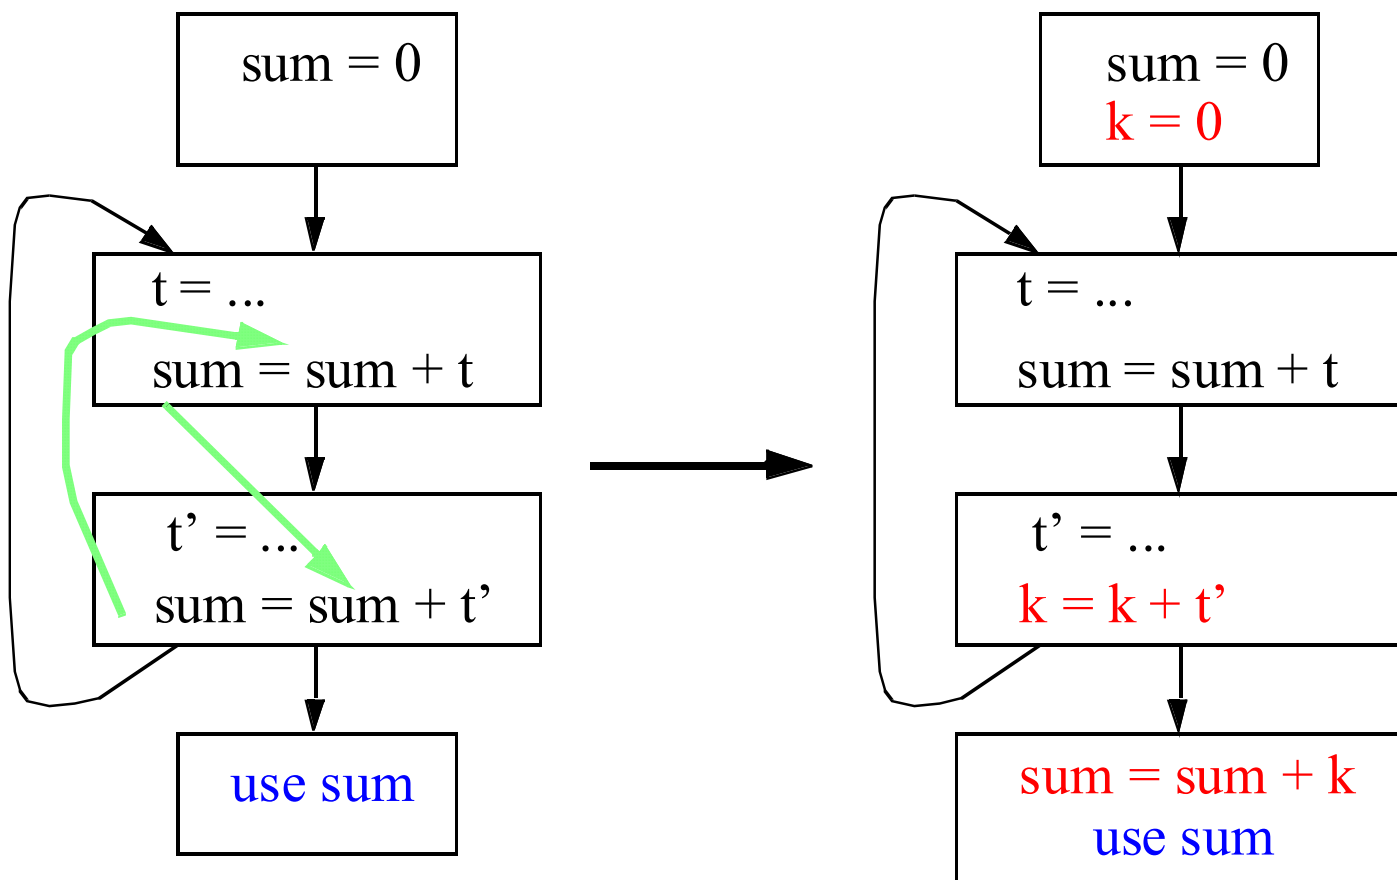 sum = 0
t = ...
sum = sum + t
t’ = ...
sum = sum + t’
use sum
sum = 0
k = 0
t = ...
sum = sum + t
t’ = ...
k = k + t’
sum = sum + k
use sum